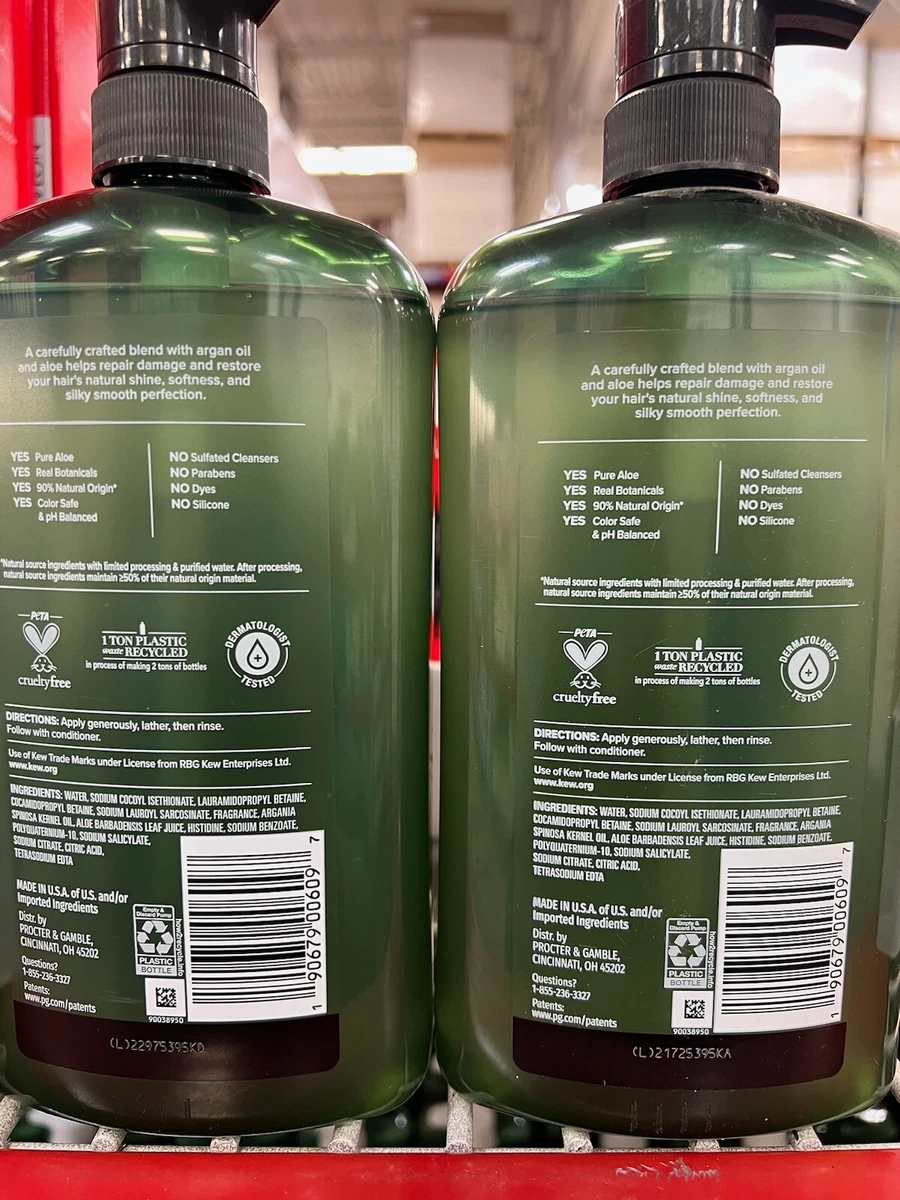 A carefully crafted blend with argan oil
and aloe helps repair damage and restore
your hair's natural shine, softness, and
silky smooth perfection.
YES Pure Aloe
YES Real Botanicals
YES 90% Natural Origin*
YES Color Safe
& pH Balanced
NO Sulfated Cleansers
NO Parabens
NO Dyes
NO Silicone
*Natural source ingredients with limited processing & purified water. After processing,
natural source ingredients maintain ≥50% of their natural origin material.
PETA
crueltyfree
1 TON PLASTIC
waste RECYCLED
in process of making 2 tons of bottles
DERMATOLOGIST
TESTED
DIRECTIONS: Apply generously, lather, then rinse.
Follow with conditioner.
Use of Kew Trade Marks under License from RBG Kew Enterprises Ltd.
www.kew.org
INGREDIENTS: WATER, SODIUM COCOYL ISETHIONATE, LAURAMIDOPROPYL BETAINE,
COCAMIDOPROPYL BETAINE, SODIUM LAUROYL SARCOSINATE, FRAGRANCE, ARGANIA
SPINOSA KERNEL OIL, ALOE BARBADENSIS LEAF JUICE, HISTIDINE, SODIUM BENZOATE,
POLYQUATERNIUM-10, SODIUM SALICYLATE,
SODIUM CITRATE, CITRIC ACID,
TETRASODIUM EDTA
MADE IN U.S.A. of U.S. and/or
Imported Ingredients
Distr. by
PROCTER & GAMBLE,
CINCINNATI, OH 45202
Questions?
1-855-236-3327
Patents:
www.pg.com/patents
Empty &
Discard Pump
PLASTIC
BOTTLE
how2recycle.info
90038950
1 90679 00609 7
(L)22975395KD
A carefully crafted blend with argan oil
and aloe helps repair damage and restore
your hair's natural shine, softness, and
silky smooth perfection.
YES Pure Aloe
YES Real Botanicals
YES 90% Natural Origin*
YES Color Safe
& pH Balanced
NO Sulfated Cleansers
NO Parabens
NO Dyes
NO Silicone
*Natural source ingredients with limited processing & purified water. After processing,
natural source ingredients maintain ≥50% of their natural origin material.
PETA
crueltyfree
1 TON PLASTIC
waste RECYCLED
in process of making 2 tons of bottles
DERMATOLOGIST
TESTED
DIRECTIONS: Apply generously, lather, then rinse.
Follow with conditioner.
Use of Kew Trade Marks under License from RBG Kew Enterprises Ltd.
www.kew.org
INGREDIENTS: WATER, SODIUM COCOYL ISETHIONATE, LAURAMIDOPROPYL BETAINE,
COCAMIDOPROPYL BETAINE, SODIUM LAUROYL SARCOSINATE, FRAGRANCE, ARGANIA
SPINOSA KERNEL OIL, ALOE BARBADENSIS LEAF JUICE, HISTIDINE, SODIUM BENZOATE,
POLYQUATERNIUM-10, SODIUM SALICYLATE,
SODIUM CITRATE, CITRIC ACID,
TETRASODIUM EDTA
MADE IN U.S.A. of U.S. and/or
Imported Ingredients
Distr. by
PROCTER & GAMBLE,
CINCINNATI, OH 45202
Questions?
1-855-236-3327
Patents:
www.pg.com/patents
Empty &
Discard Pump
PLASTIC
BOTTLE
how2recycle.info
90038950
1 90679 00609 7
(L)21725395KA